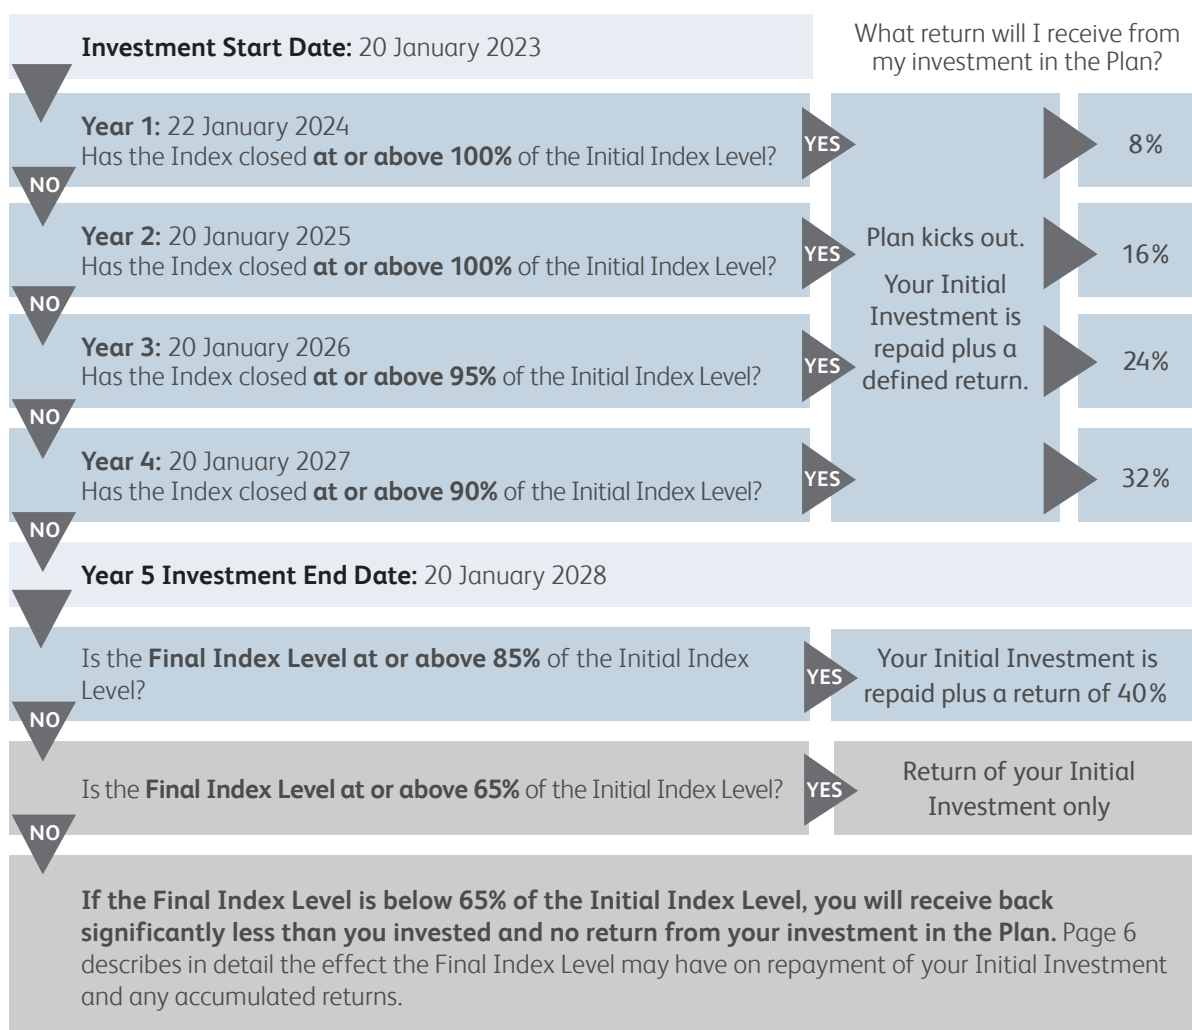 Investment Start Date: 20 January 2023
What return will I receive from
my investment in the Plan?
Year 1: 22 January 2024
Has the Index closed at or above 100% of the Initial Index Level?
YES
8%
NO
Year 2: 20 January 2025
Has the Index closed at or above 100% of the Initial Index Level?
YES
16%
NO
Year 3: 20 January 2026
Has the Index closed at or above 95% of the Initial Index Level?
YES
24%
NO
Year 4: 20 January 2027
Has the Index closed at or above 90% of the Initial Index Level?
YES
32%
Plan kicks out.
Your Initial
Investment is
repaid plus a
defined return.
NO
Year 5 Investment End Date: 20 January 2028
Is the Final Index Level at or above 85% of the Initial Index
Level?
YES
Your Initial Investment is
repaid plus a return of 40%
NO
Is the Final Index Level at or above 65% of the Initial Index Level?
YES
Return of your Initial
Investment only
NO
If the Final Index Level is below 65% of the Initial Index Level, you will receive back
significantly less than you invested and no return from your investment in the Plan. Page 6
describes in detail the effect the Final Index Level may have on repayment of your Initial Investment
and any accumulated returns.